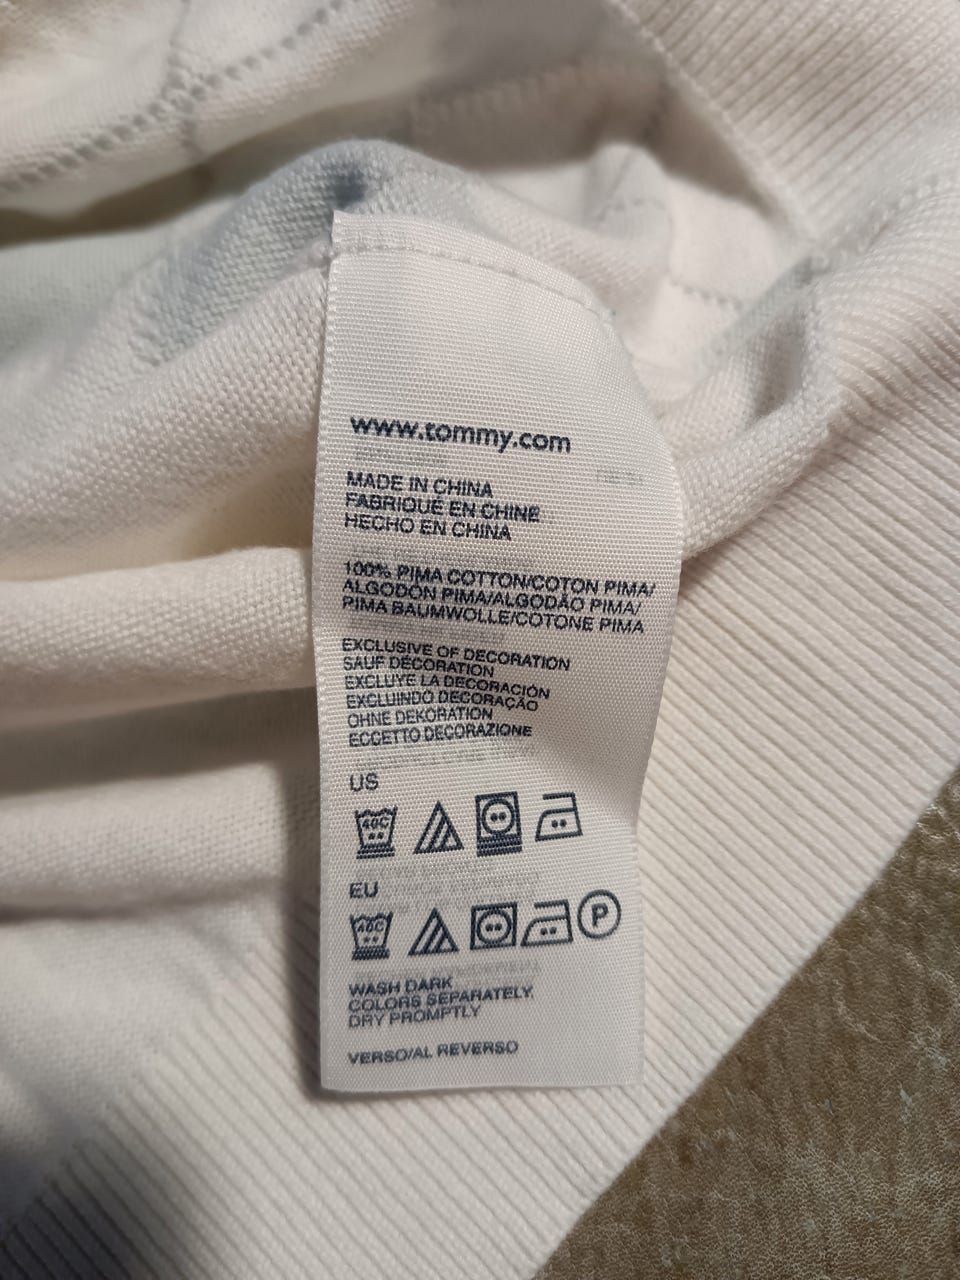 www.tommy.com
MADE IN CHINA
FABRIQUÉ EN CHINE
HECHO EN CHINA
100% PIMA COTTON/COTON PIMA/
ALGODÓN PIMA/ALGODÃO PIMA/
PIMA BAUMWOLLE/COTONE PIMA
EXCLUSIVE OF DECORATION
SAUF DÉCORATION
EXCLUYE LA DECORACIÓN
EXCLUINDO DECORAÇÃO
OHNE DEKORATION
ECCETTO DECORAZIONE
US
40C
EU
40C P
WASH DARK
COLORS SEPARATELY.
DRY PROMPTLY
VERSO/AL REVERSO